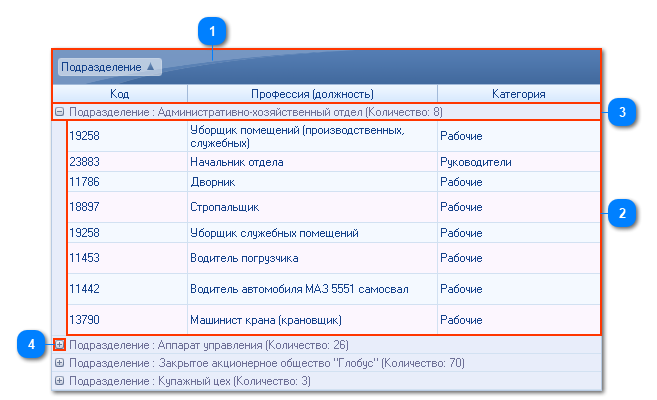 1
Подразделение
Код Профессия (должность) Категория
Подразделение : Административно-хозяйственный отдел (Количество: 8)
3
19258 Уборщик помещений (производственных, служебных) Рабочие
23883 Начальник отдела Руководители
11786 Дворник Рабочие
18897 Стропальщик Рабочие
2
19258 Уборщик служебных помещений Рабочие
11453 Водитель погрузчика Рабочие
11442 Водитель автомобиля МАЗ 5551 самосвал Рабочие
13790 Машинист крана (крановщик) Рабочие
4
Подразделение : Аппарат управления (Количество: 26)
Подразделение : Закрытое акционерное общество "Глобус" (Количество: 70)
Подразделение : Купажный цех (Количество: 3)